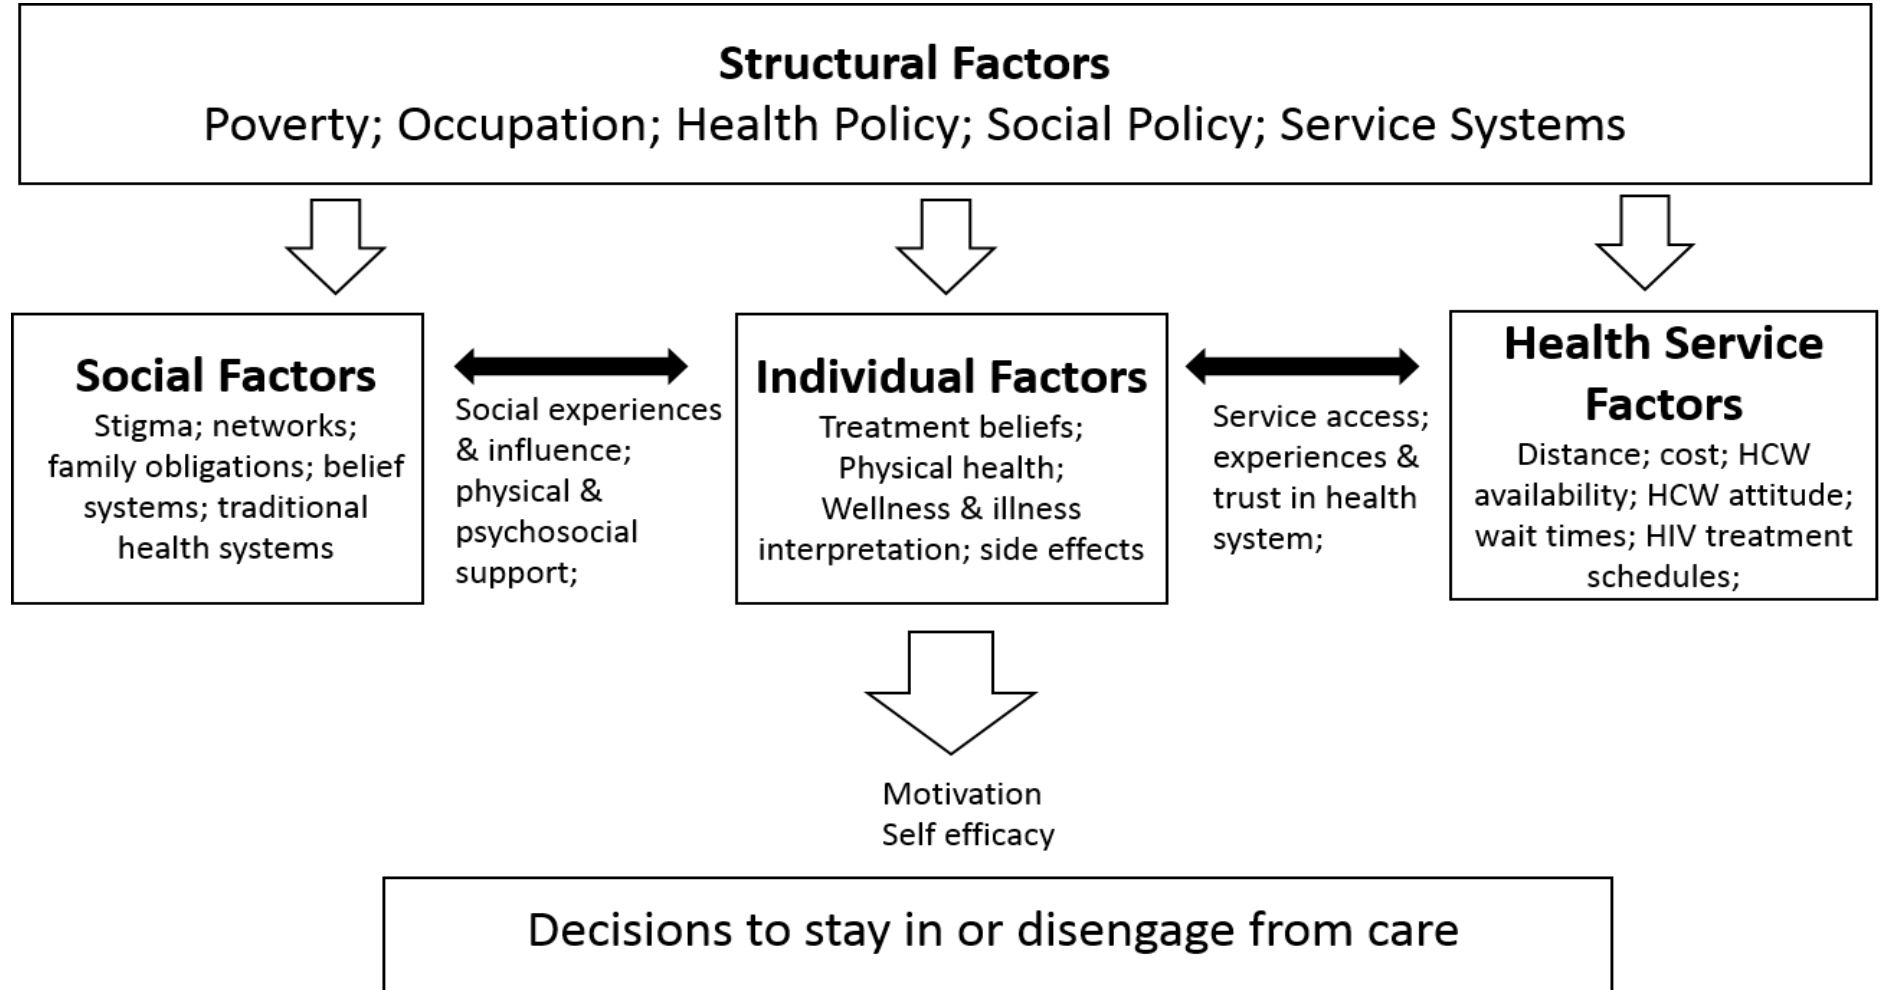 Structural Factors
Poverty; Occupation; Health Policy; Social Policy; Service Systems
Social Factors
Stigma; networks;
family obligations; belief
systems; traditional
health systems
Social experiences
& influence;
physical &
psychosocial
support;
Individual Factors
Treatment beliefs;
Physical health;
Wellness & illness
interpretation; side effects
Service access;
experiences &
trust in health
system;
Health Service
Factors
Distance; cost; HCW
availability; HCW attitude;
wait times; HIV treatment
schedules;
Motivation
Self efficacy
Decisions to stay in or disengage from care